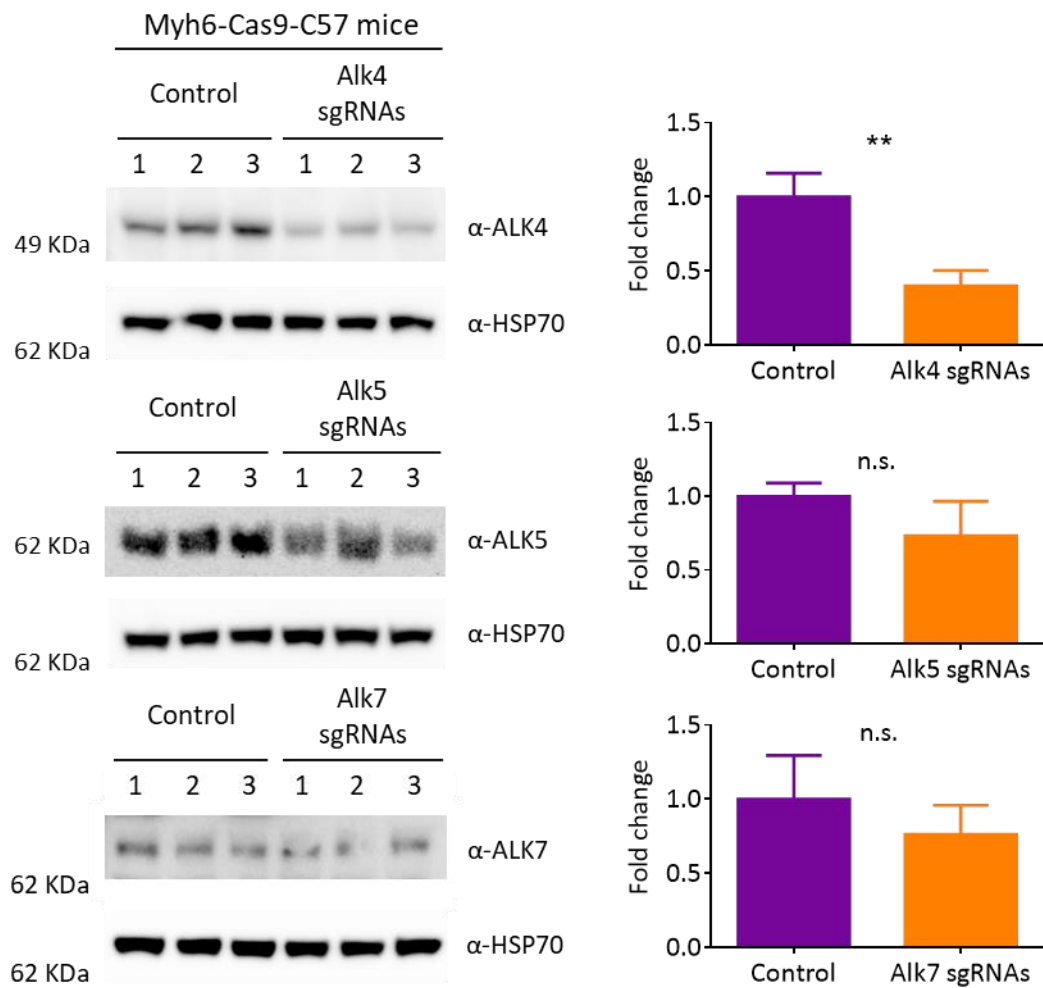 Myh6-Cas9-C57 mice
Control
Alk4
sgRNAs
1 2 3 1 2 3
49 KDa
α-ALK4
62 KDa
α-HSP70
Control
Alk5
sgRNAs
1 2 3 1 2 3
62 KDa
α-ALK5
62 KDa
α-HSP70
Control
Alk7
sgRNAs
1 2 3 1 2 3
62 KDa
α-ALK7
62 KDa
α-HSP70
Fold change
1.5
1.0
0.5
0.0
**
Control Alk4 sgRNAs
Fold change
1.5
1.0
0.5
0.0
n.s.
Control Alk5 sgRNAs
Fold change
1.5
1.0
0.5
0.0
n.s.
Control Alk7 sgRNAs